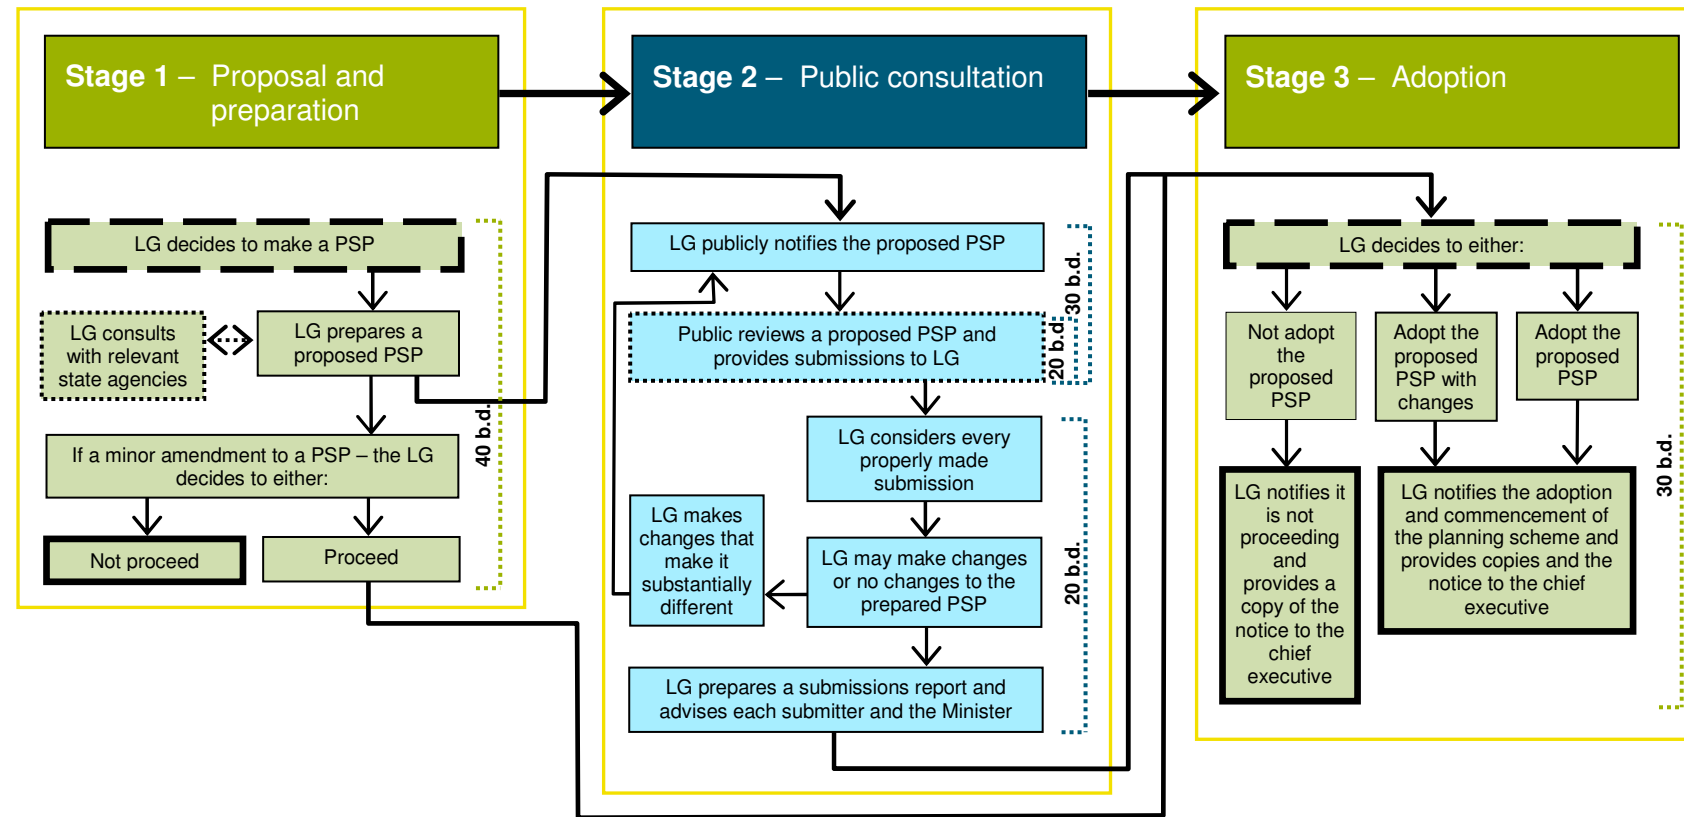 Stage 1 – Proposal and
preparation
LG decides to make a PSP
LG consults
with relevant
state agencies
LG prepares a
proposed PSP
If a minor amendment to a PSP – the LG
decides to either:
Not proceed
Proceed
40 b.d.
Stage 2 – Public consultation
LG publicly notifies the proposed PSP
Public reviews a proposed PSP and
provides submissions to LG
30 b.d.
20 b.d
LG considers every
properly made
submission
LG makes
changes that
make it
substantially
different
LG may make changes
or no changes to the
prepared PSP
LG prepares a submissions report and
advises each submitter and the Minister
20 b.d.
Stage 3 – Adoption
LG decides to either:
Not adopt
the
proposed
PSP
Adopt the
proposed
PSP with
changes
Adopt the
proposed
PSP
LG notifies it
is not
proceeding
and
provides a
copy of the
notice to the
chief
executive
LG notifies the adoption
and commencement of
the planning scheme and
provides copies and the
notice to the chief
executive
30 b.d.